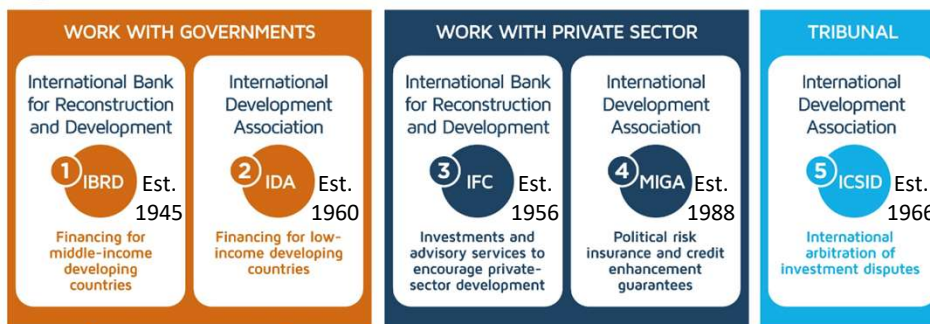 WORK WITH GOVERNMENTS
International Bank
for Reconstruction
and Development
1
IBRD
Est.
1945
Financing for
middle-income
developing
countries
International
Development
Association
2
IDA
Est.
1960
Financing for low-
income developing
countries
WORK WITH PRIVATE SECTOR
International Bank
for Reconstruction
and Development
3
IFC
Est.
1956
Investments and
advisory services to
encourage private-
sector development
International
Development
Association
4
MIGA
Est.
1988
Political risk
insurance and credit
enhancement
guarantees
TRIBUNAL
International
Development
Association
5
ICSID
Est.
1966
International
arbitration of
investment disputes